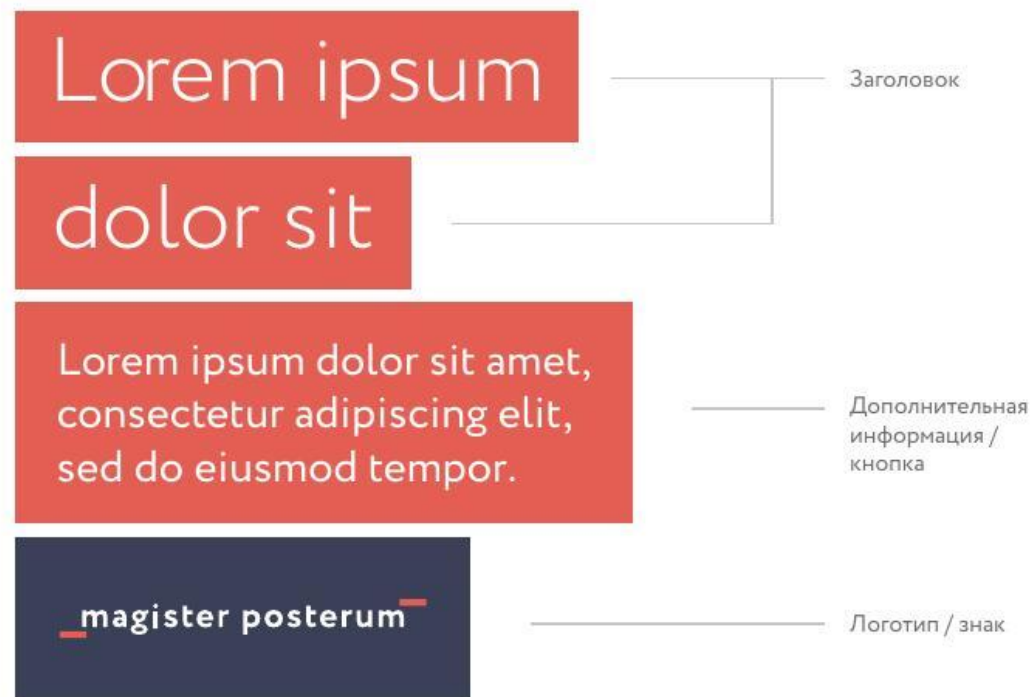 Lorem ipsum
Заголовок
dolor sit
Lorem ipsum dolor sit amet,
consectetur adipiscing elit,
sed do eiusmod tempor.
Дополнительная
информация /
кнопка
magister posterum
Логотип / знак